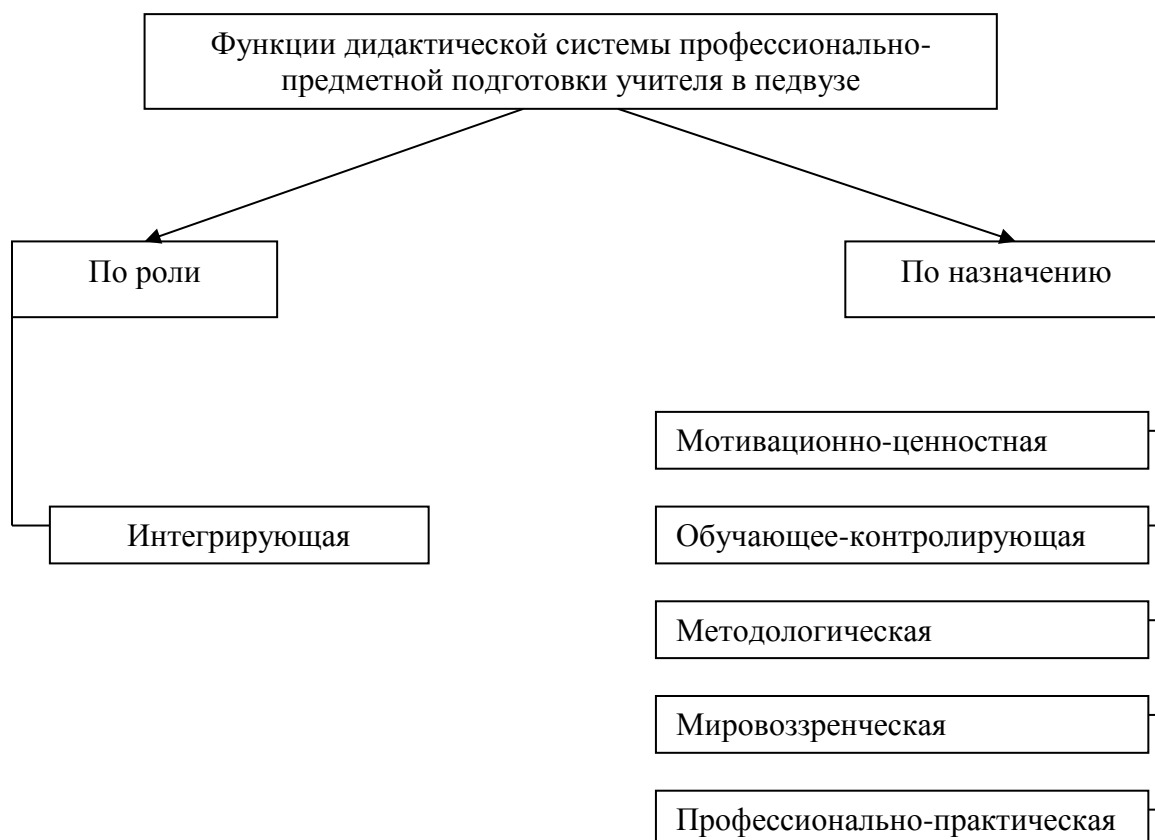 Функции дидактической системы профессионально-
предметной подготовки учителя в педвузе
По роли
По назначению
Мотивационно-ценностная
Интегрирующая
Обучающее-контролирующая
Методологическая
Мировоззренческая
Профессионально-практическая